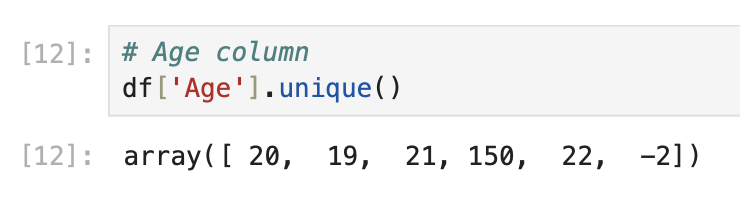 [12]: # Age column
df['Age'].unique()
[12]: array([ 20,  19,  21, 150,  22,  -2])